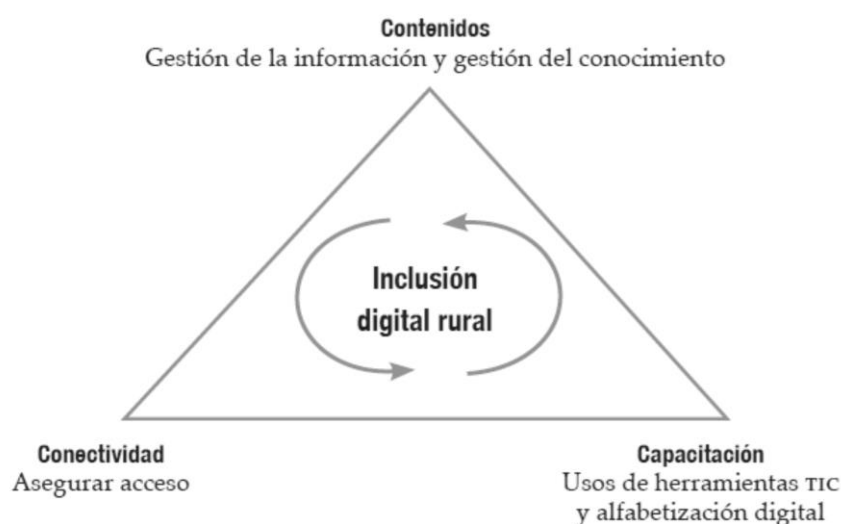 Contenidos
Gestión de la información y gestión del conocimiento
Inclusión
digital rural
Conectividad
Asegurar acceso
Capacitación
Usos de herramientas TIC
y alfabetización digital